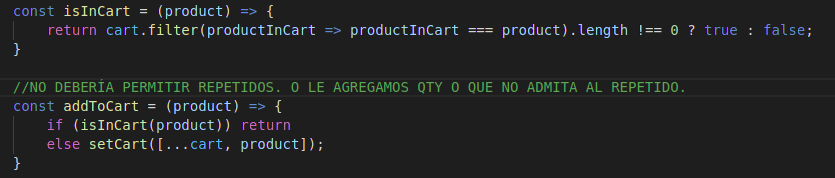 const isInCart = (product) => {
return cart.filter(productInCart => productInCart === product).length !== 0 ? true : false;
}
//NO DEBERÍA PERMITIR REPETIDOS. O LE AGREGAMOS QTY O QUE NO ADMITA AL REPETIDO.
const addToCart = (product) => {
if (isInCart(product)) return
else setCart([...cart, product]);
}